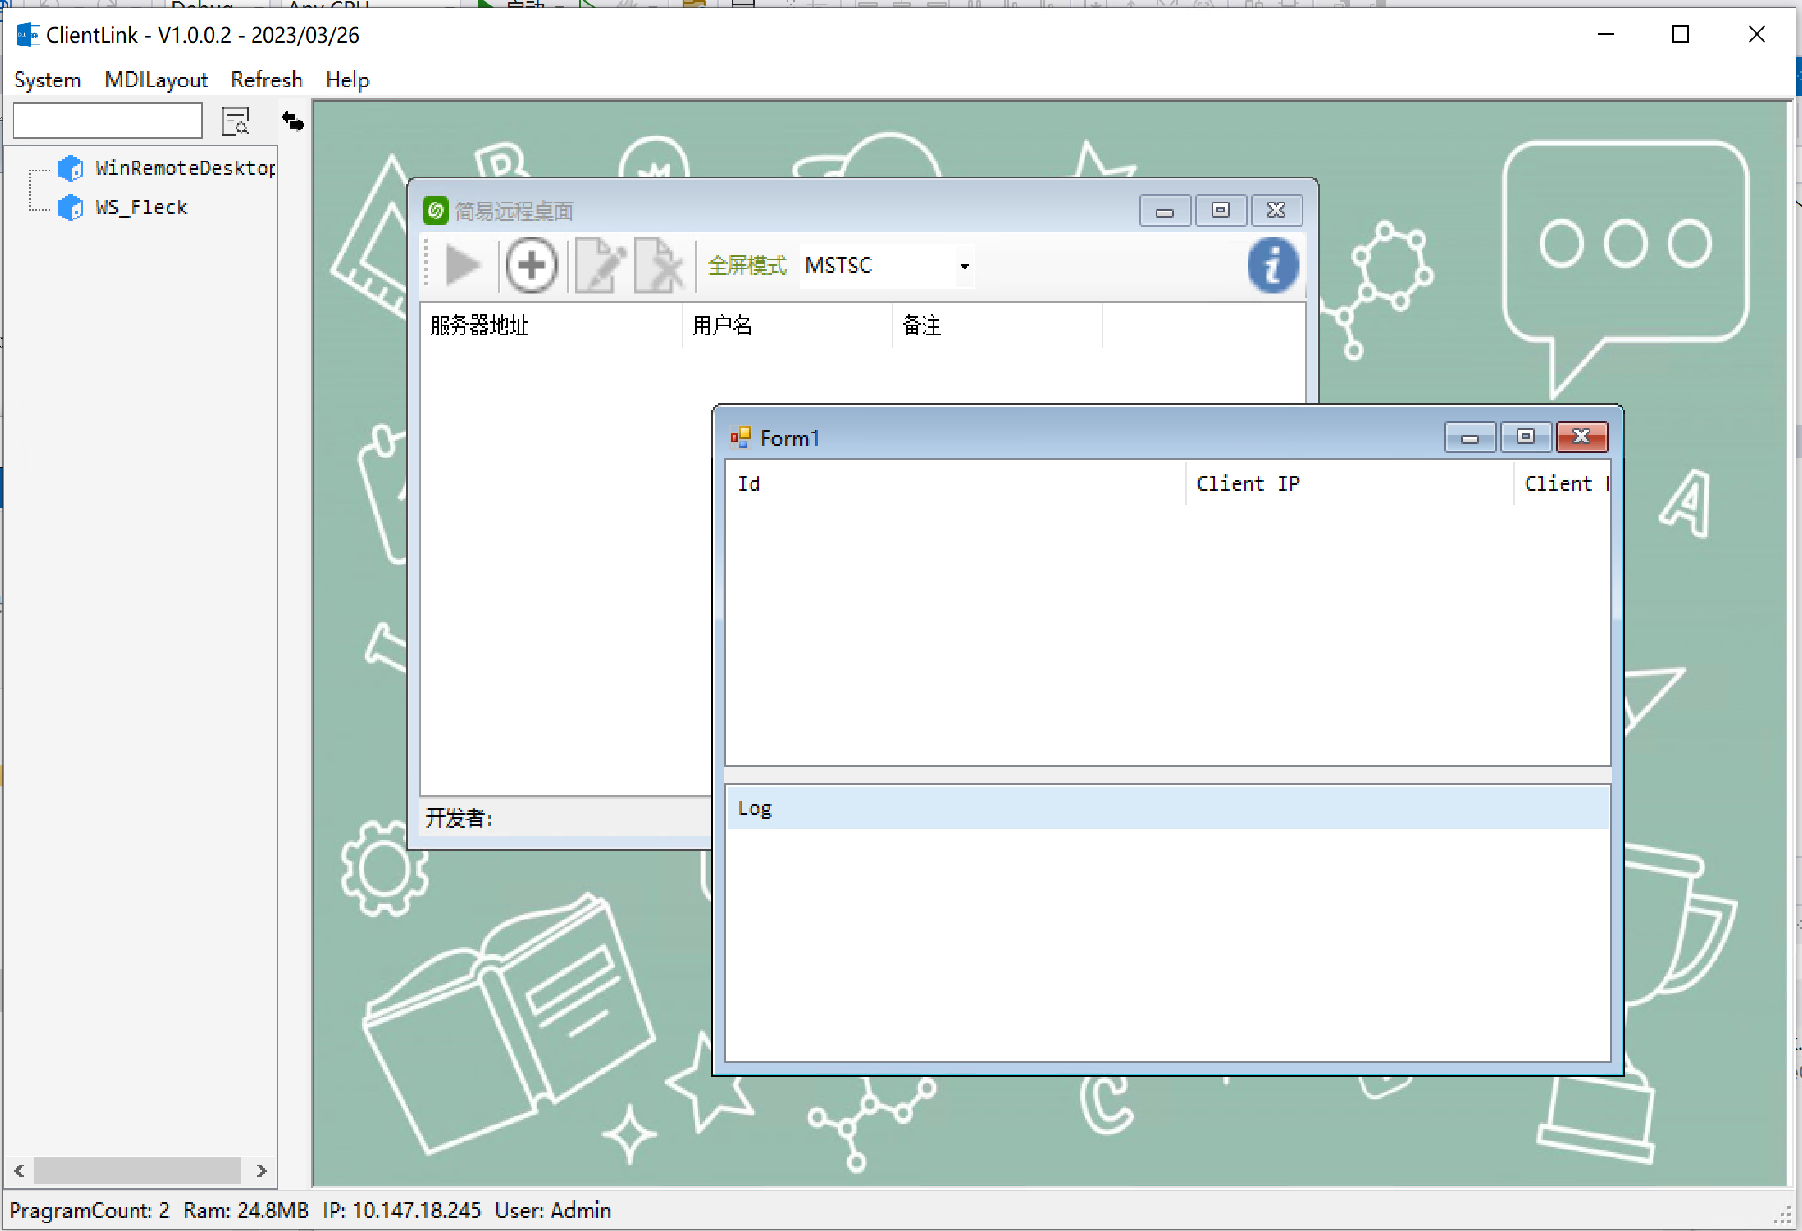 ClientLink - V1.0.0.2 - 2023/03/26
System MDILayout Refresh Help
WinRemoteDesktop
WS_Fleck
简易远程桌面
全屏模式 MSTSC
服务器地址 用户名 备注
Form1
Id Client IP Client
Log
开发者:
PragramCount: 2 Ram: 24.8MB IP: 10.147.18.245 User: Admin